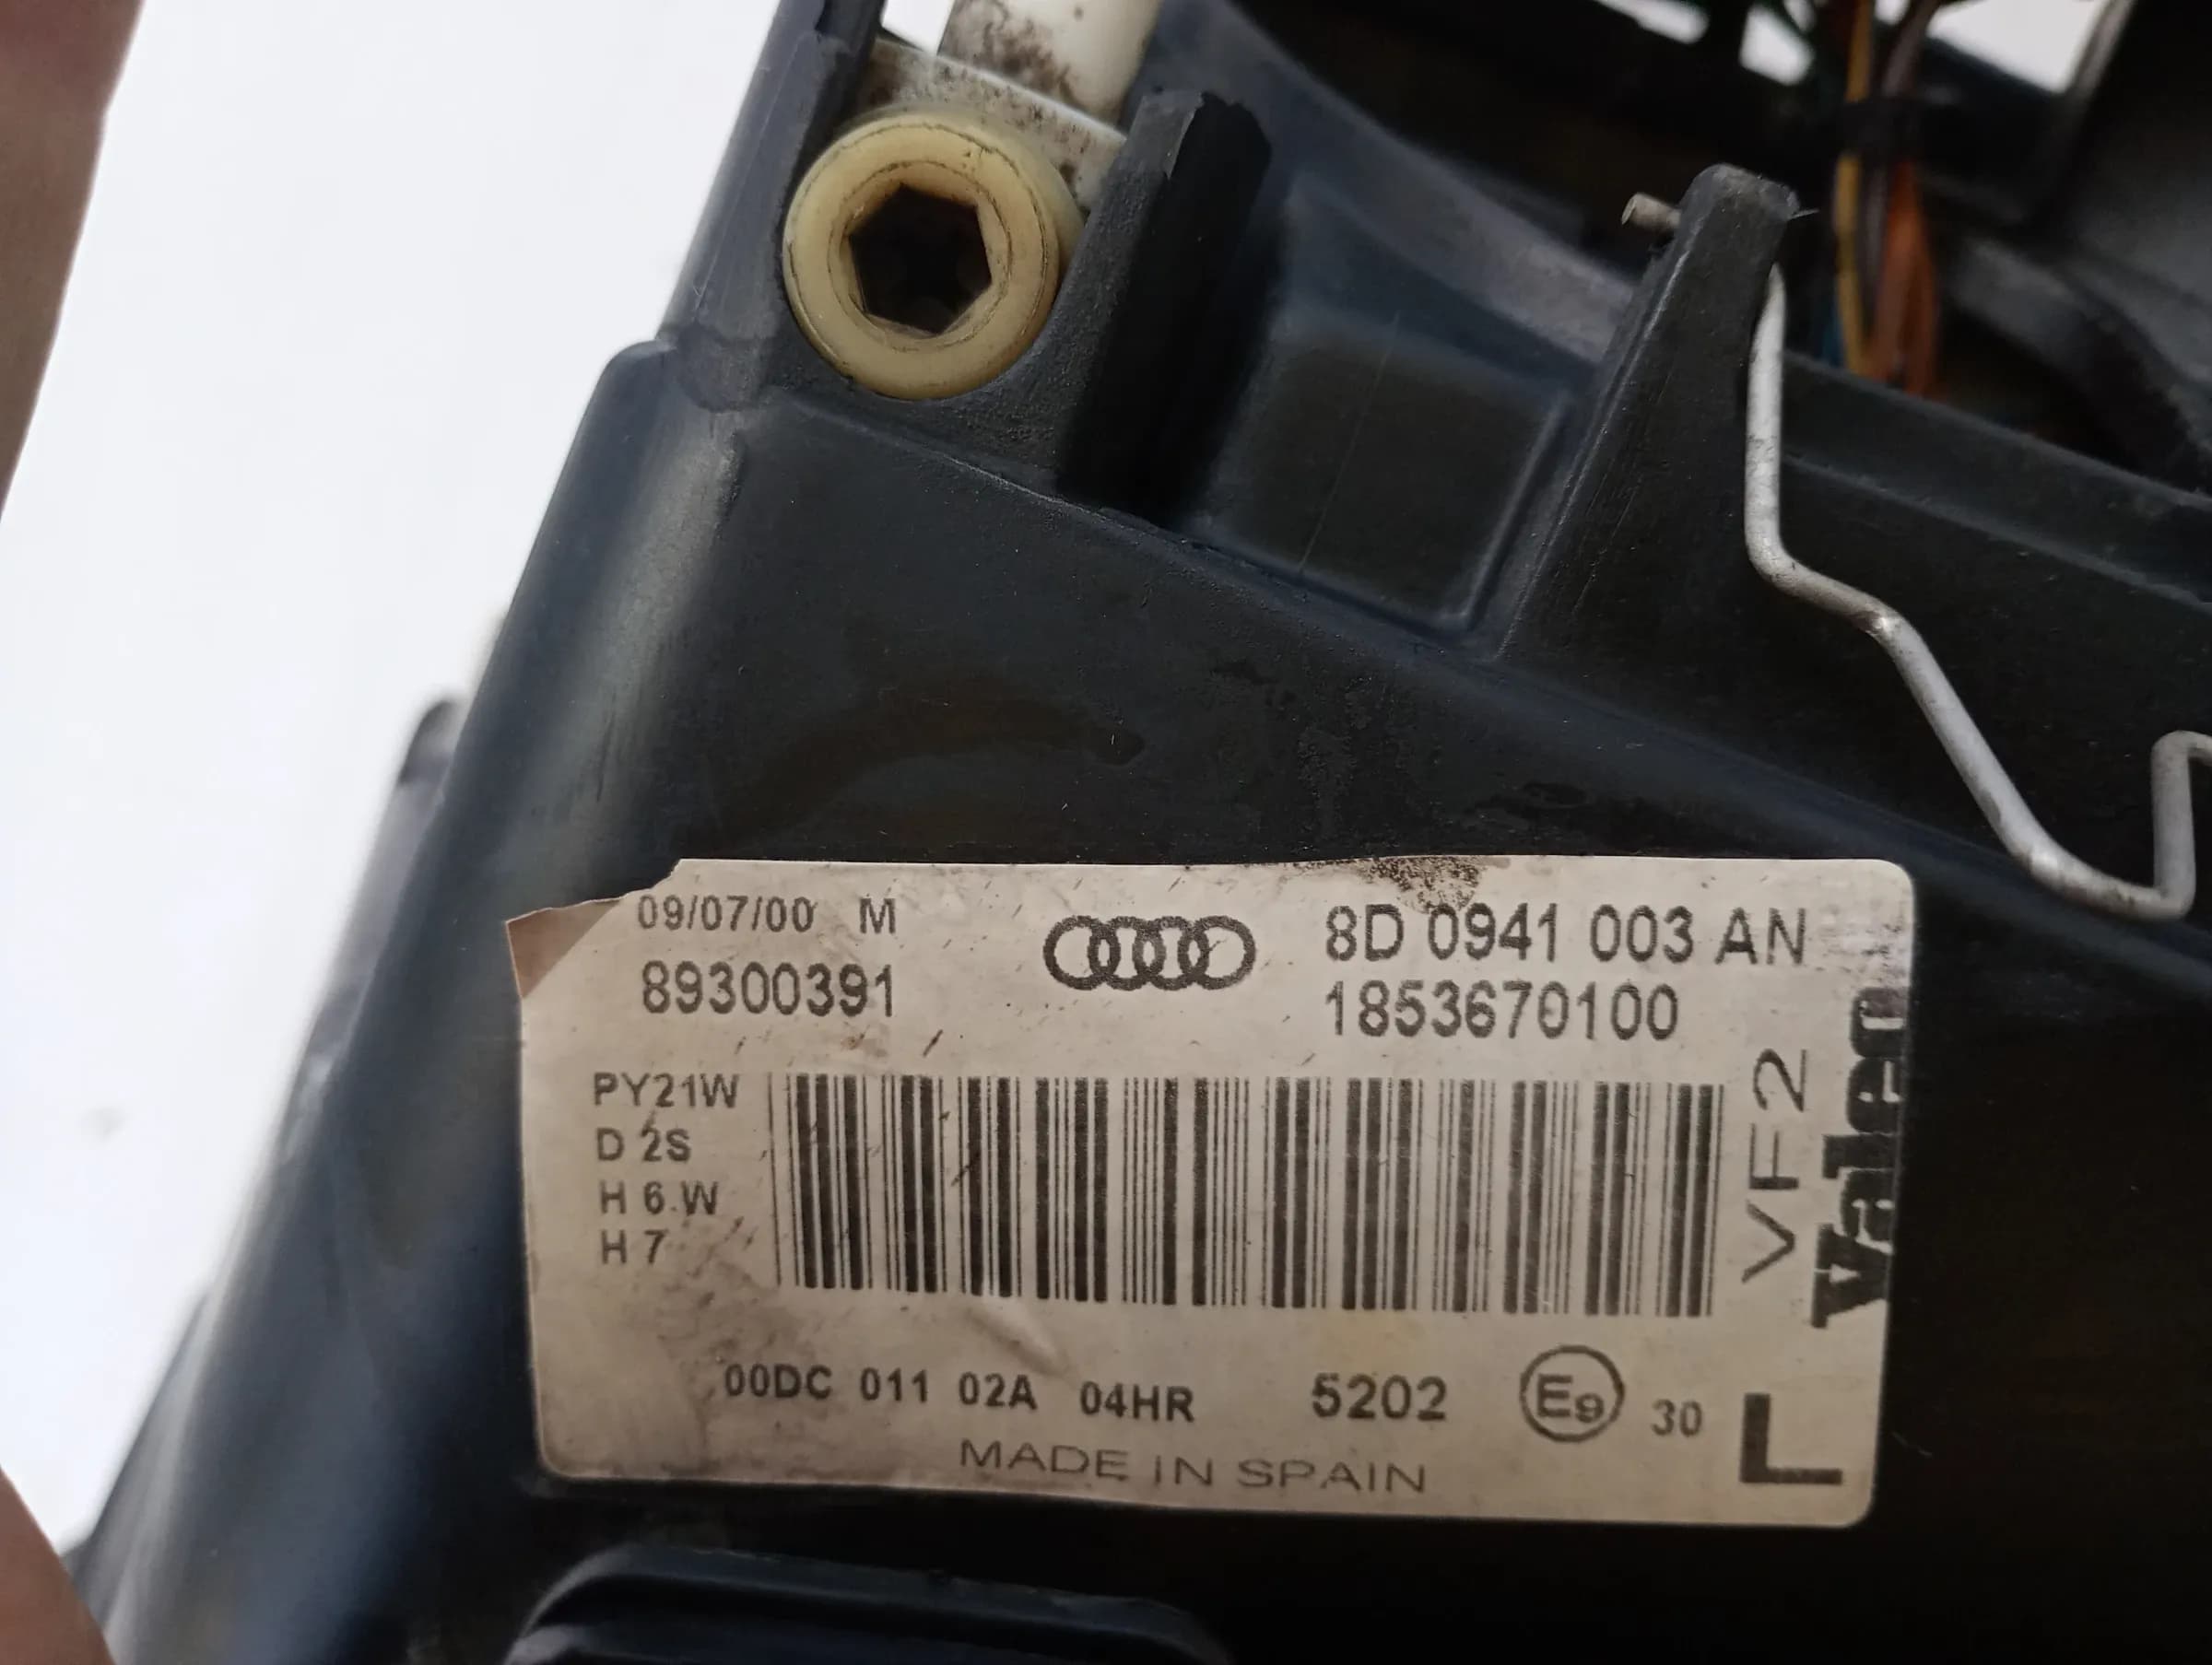 09/07/00 M
8D 0941 003 AN
89300391
1853670100
PY21W
D 2S
H 6 W
H 7
VF2
Valeo
00DC 011 02A 04HR 5202 E9 30
L
MADE IN SPAIN